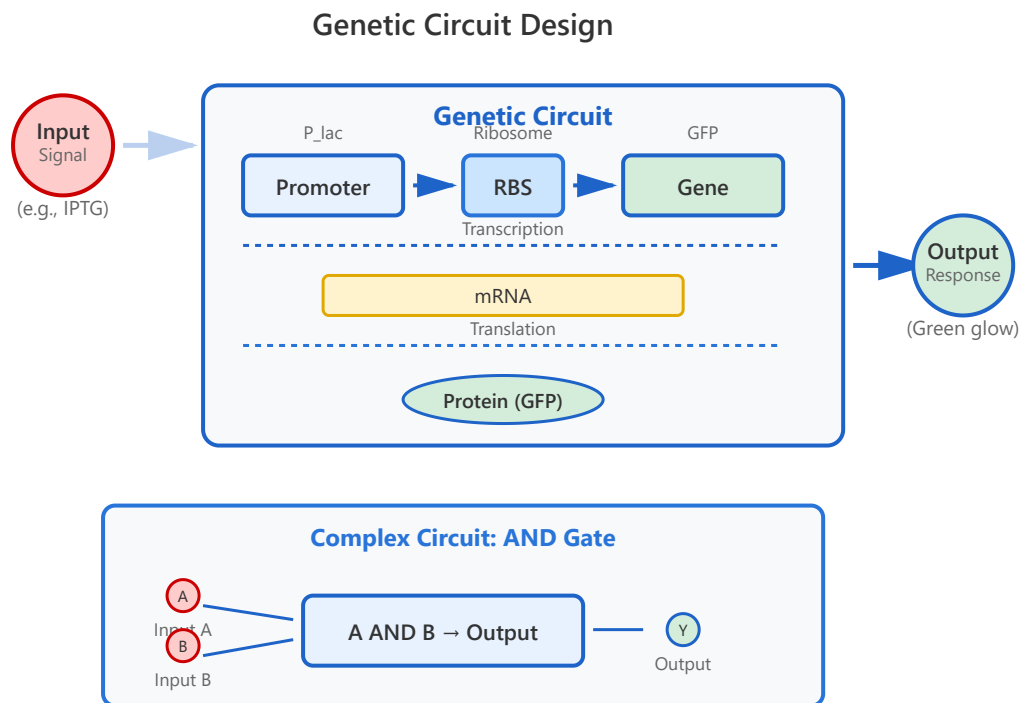 Genetic Circuit Design
Input
Signal
(e.g., IPTG)
Genetic Circuit
P_lac
Ribosome
GFP
Promoter
RBS
Gene
Transcription
mRNA
Translation
Protein (GFP)
Output
Response
(Green glow)
Complex Circuit: AND Gate
A
Input A
B
Input B
A AND B → Output
Y
Output